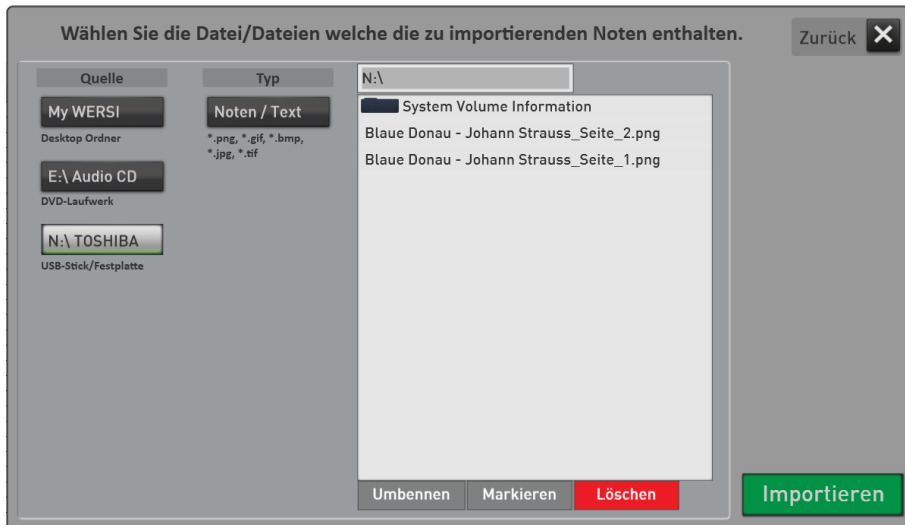 Wählen Sie die Datei/Dateien welche die zu importierenden Noten enthalten.
Zurück
Quelle
Typ
N:\
My WERSI
Desktop Ordner
Noten / Text
*.png, *.gif, *.bmp,
*.jpg, *.tif
E:\ Audio CD
DVD-Laufwerk
N:\ TOSHIBA
USB-Stick/Festplatte
System Volume Information
Blaue Donau - Johann Strauss_Seite_2.png
Blaue Donau - Johann Strauss_Seite_1.png
Umbennen
Markieren
Löschen
Importieren